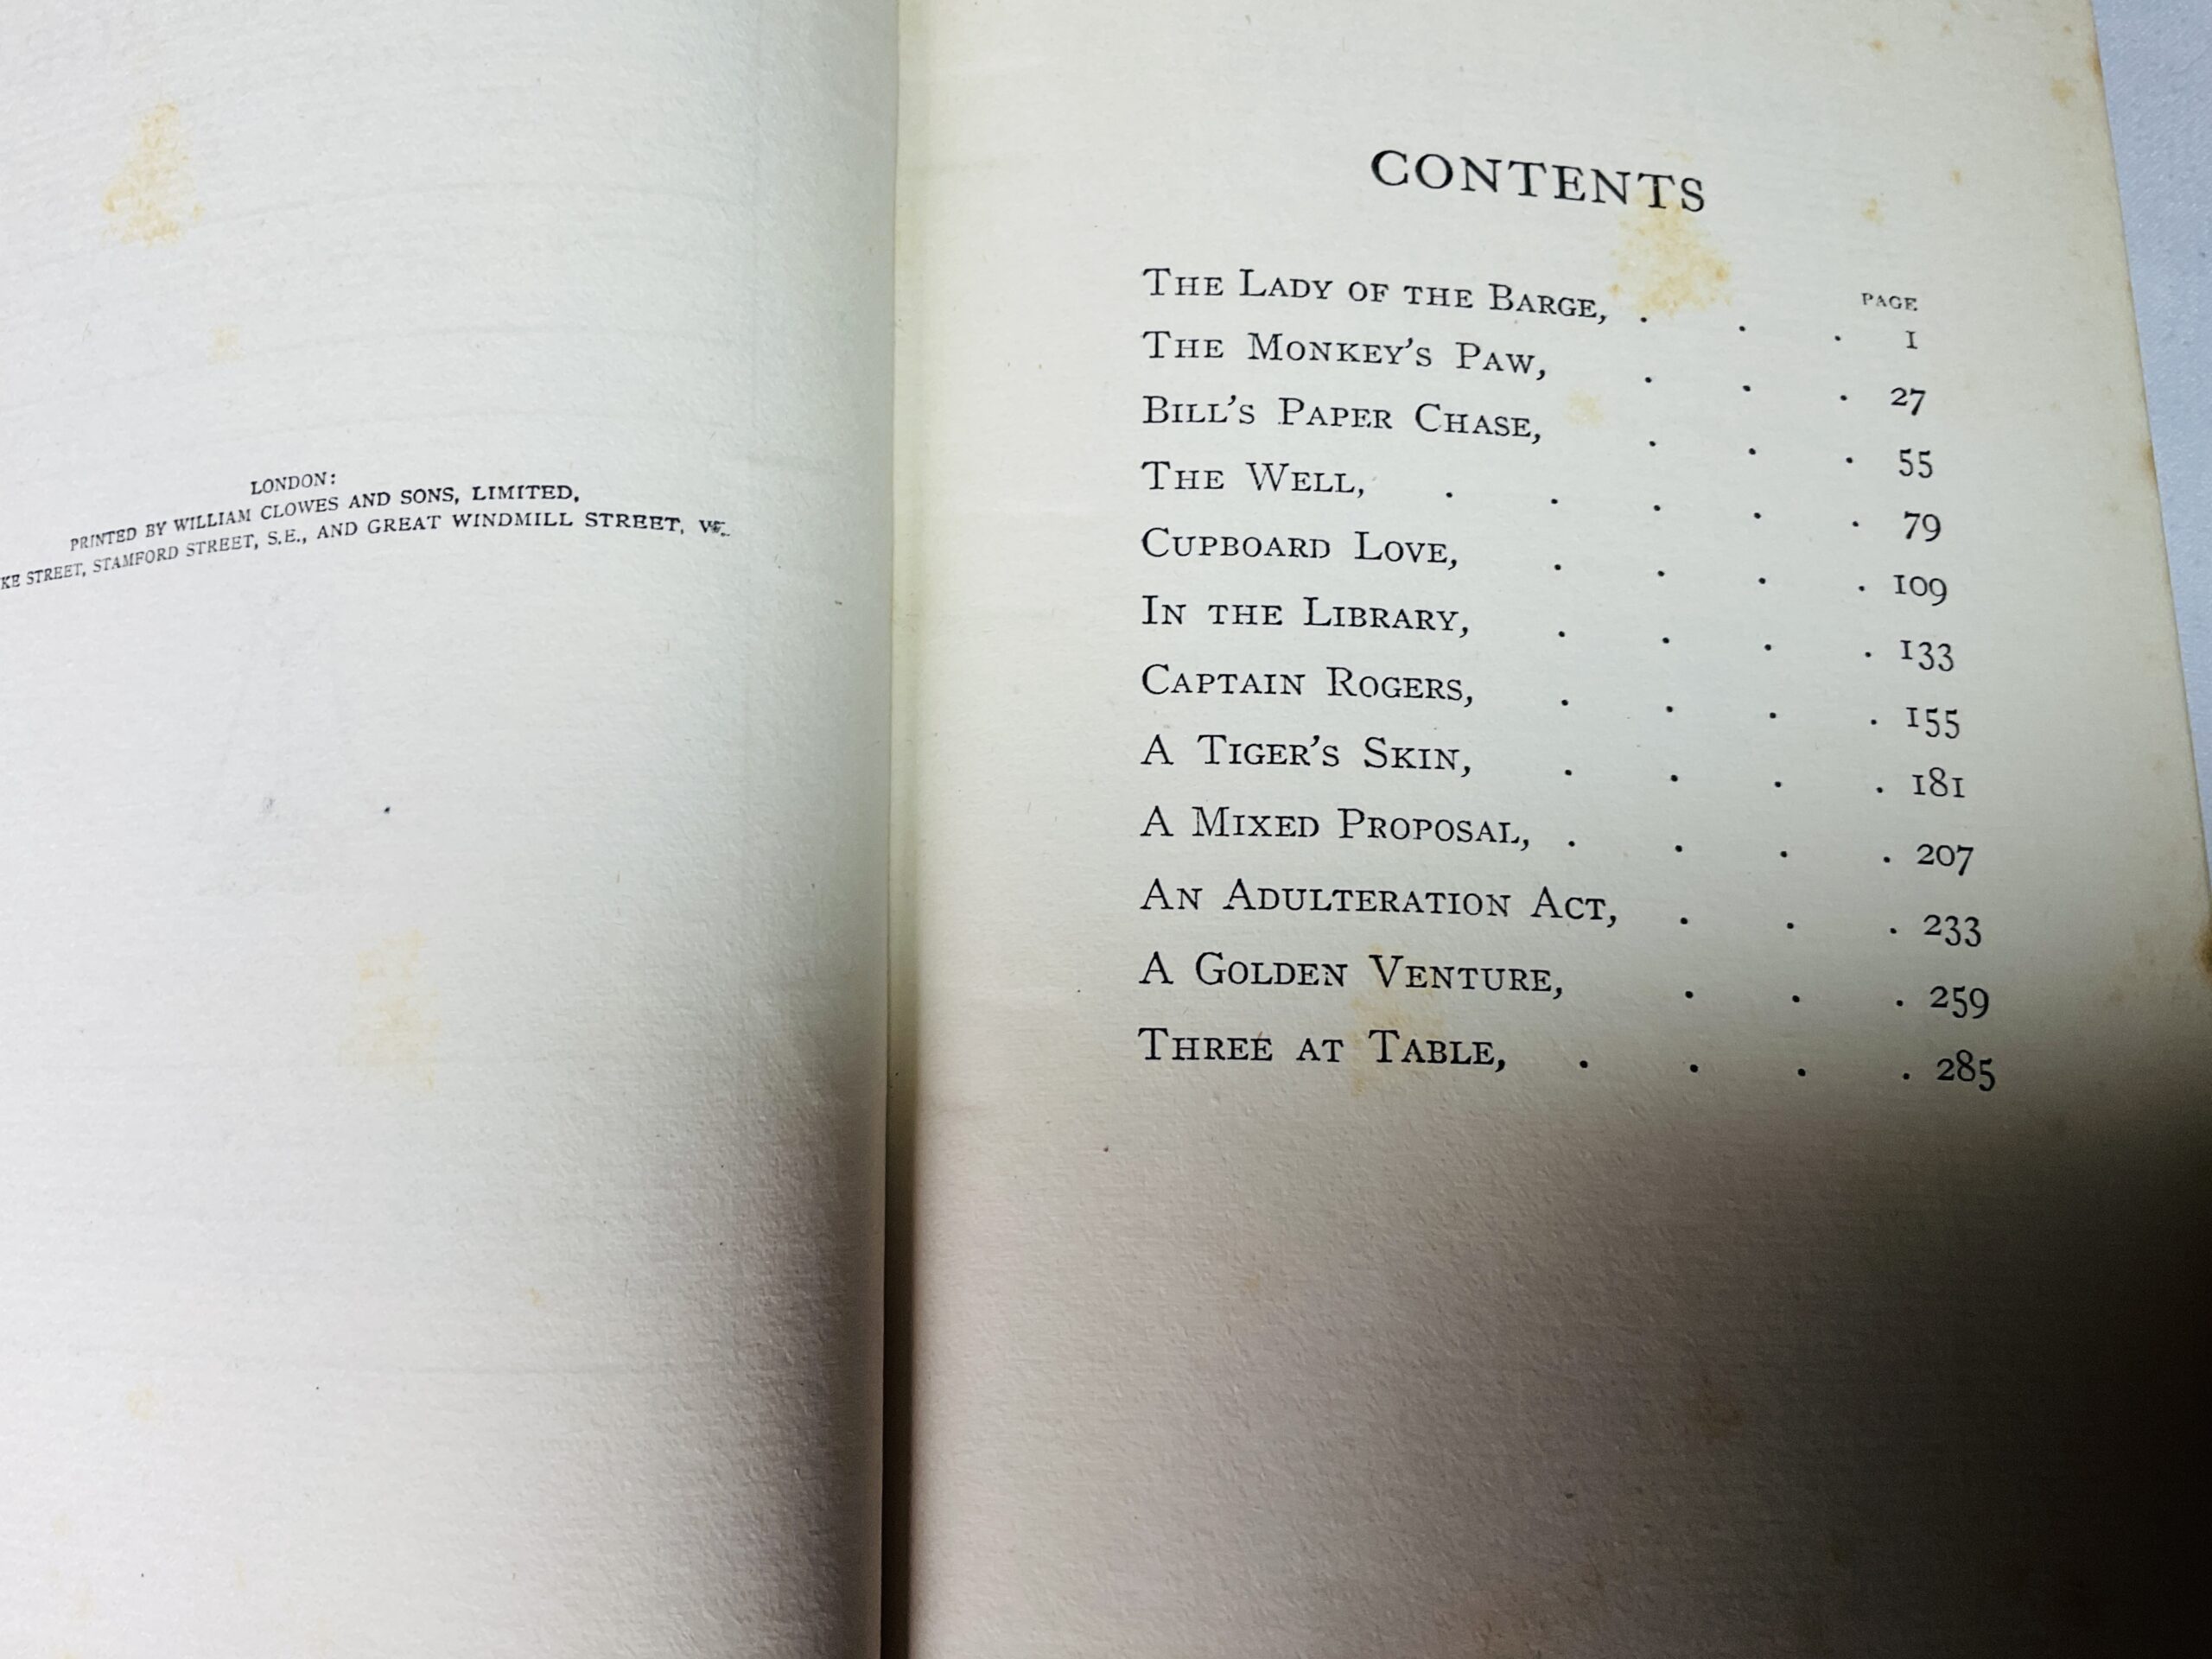 LONDON:
PRINTED BY WILLIAM CLOWES AND SONS, LIMITED,
STREET, STAMFORD STREET, S.E., AND GREAT WINDMILL STREET, W.
CONTENTS
PAGE
THE LADY OF THE BARGE, . . . 1
THE MONKEY'S PAW, . . . 27
BILL'S PAPER CHASE, . . . 55
THE WELL, . . . . . 79
CUPBOARD LOVE, . . . . 109
IN THE LIBRARY, . . . . 133
CAPTAIN ROGERS, . . . . 155
A TIGER'S SKIN, . . . . 181
A MIXED PROPOSAL, . . . . 207
AN ADULTERATION ACT, . . . 233
A GOLDEN VENTURE, . . . 259
THREE AT TABLE, . . . . 285